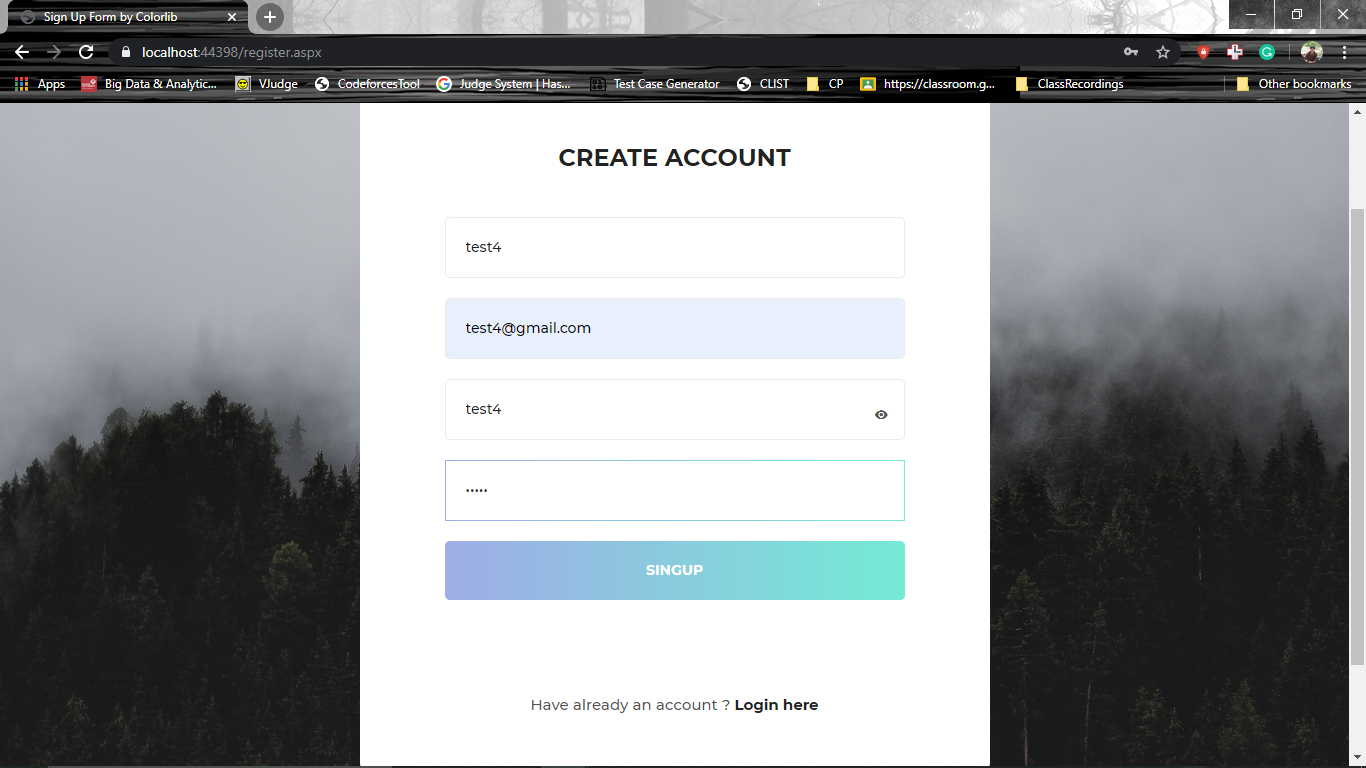 Sign Up Form by Colorlib
localhost:44398/register.aspx
Apps Big Data & Analytic... VJudge CodeforcesTool Judge System | Has... Test Case Generator CLIST CP https://classroom.g... ClassRecordings Other bookmarks
CREATE ACCOUNT
test4
test4@gmail.com
test4
•••••
SINGUP
Have already an account ? Login here